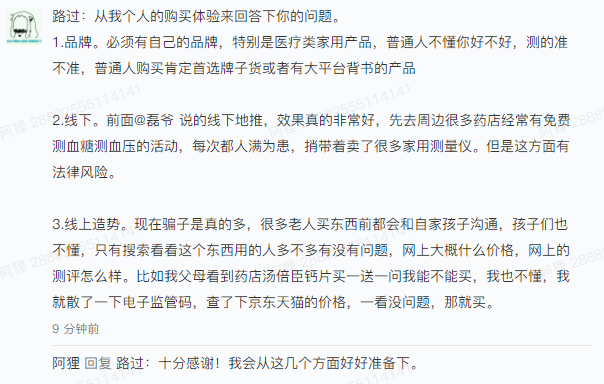 路过：从我个人的购买体验来回答下你的问题。
1.品牌。必须有自己的品牌，特别是医疗类家用产品，普通人不懂你好不好，测的准
不准，普通人购买肯定首选牌子货或者有大平台背书的产品
2.线下。前面@磊爷 说的线下地推，效果真的非常好，先去周边很多药店经常有免费
测血糖测血压的活动，每次都人满为患，捎带着卖了很多家用测量仪。但是这方面有
法律风险。
3.线上造势。现在骗子是真的多，很多老人买东西前都会和自家孩子沟通，孩子们也
不懂，只有搜索看看这个东西用的人多不多有没有问题，网上大概什么价格，网上的
测评怎么样。比如我父母看到药店汤倍臣钙片买一送一问我能不能买，我也不懂，我
就散了一下电子监管码，查了下京东天猫的价格，一看没问题，那就买。
9 分钟前
阿狸 回复 路过：十分感谢！我会从这几个方面好好准备下。